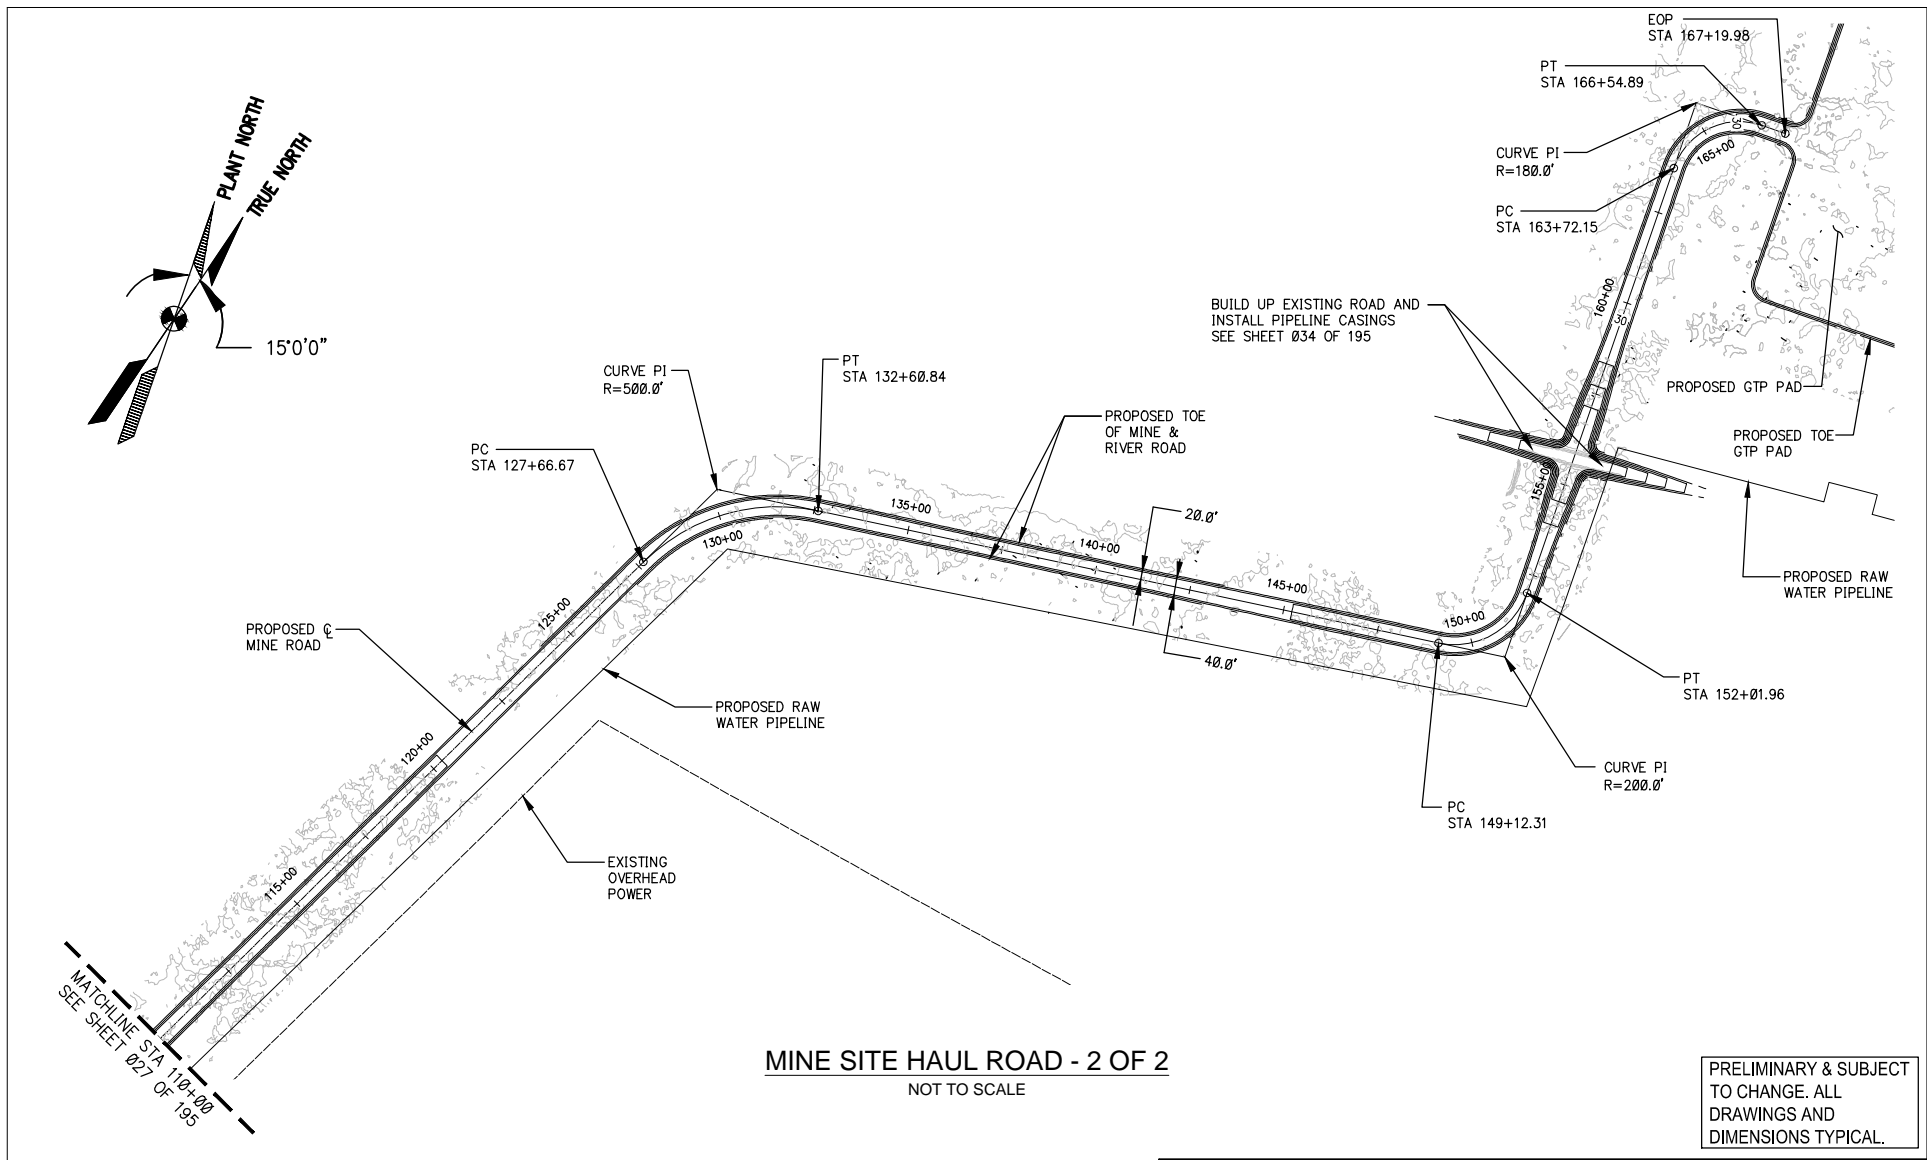 EOP
STA 167+19.98
PT
STA 166+54.89
CURVE PI
R=180.0'
PC
STA 163+72.15
30
165+00
PLANT NORTH
TRUE NORTH
15°0'0"
BUILD UP EXISTING ROAD AND
INSTALL PIPELINE CASINGS
SEE SHEET Ø34 OF 195
160+00
30
PROPOSED GTP PAD
PROPOSED TOE
GTP PAD
CURVE PI
R=500.0'
PT
STA 132+60.84
PC
STA 127+66.67
PROPOSED TOE
OF MINE &
RIVER ROAD
135+00
130+00
140+00
20.0'
145+00
40.0'
150+00
155+00
PROPOSED RAW
WATER PIPELINE
PROPOSED ℄
MINE ROAD
125+00
120+00
115+00
PROPOSED RAW
WATER PIPELINE
PT
STA 152+01.96
CURVE PI
R=200.0'
PC
STA 149+12.31
EXISTING
OVERHEAD
POWER
MATCHLINE STA 110+00
SEE SHEET Ø27 OF 195
MINE SITE HAUL ROAD - 2 OF 2
NOT TO SCALE
PRELIMINARY & SUBJECT
TO CHANGE. ALL
DRAWINGS AND
DIMENSIONS TYPICAL.